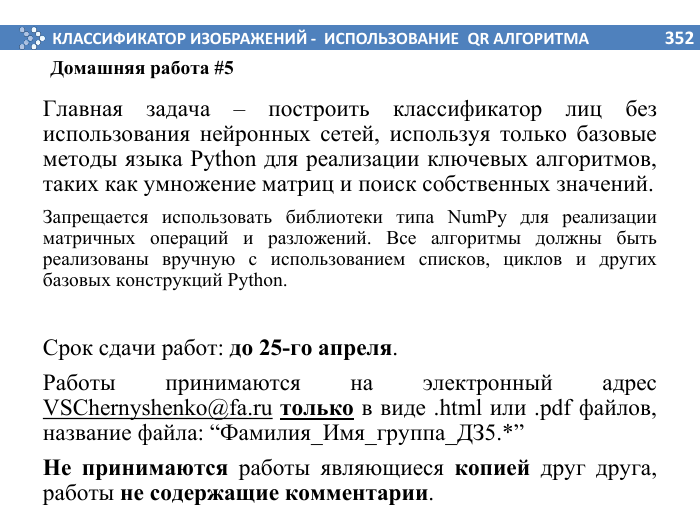 КЛАССИФИКАТОР ИЗОБРАЖЕНИЙ - ИСПОЛЬЗОВАНИЕ QR АЛГОРИТМА 352
Домашняя работа #5
Главная задача – построить классификатор лиц без
использования нейронных сетей, используя только базовые
методы языка Python для реализации ключевых алгоритмов,
таких как умножение матриц и поиск собственных значений.
Запрещается использовать библиотеки типа NumPy для реализации
матричных операций и разложений. Все алгоритмы должны быть
реализованы вручную с использованием списков, циклов и других
базовых конструкций Python.
Срок сдачи работ: до 25-го апреля.
Работы принимаются на электронный адрес
VSChernyshenko@fa.ru только в виде .html или .pdf файлов,
название файла: “Фамилия_Имя_группа_ДЗ5.*”
Не принимаются работы являющиеся копией друг друга,
работы не содержащие комментарии.